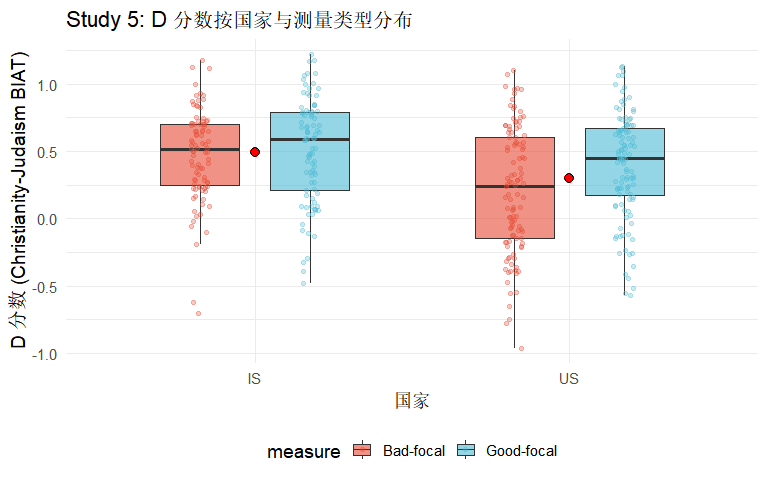 Study 5: D 分数按国家与测量类型分布
D 分数 (Christianity-Judaism BIAT)
1.0
0.5
0.0
-0.5
-1.0
IS
US
国家
measure
Bad-focal
Good-focal